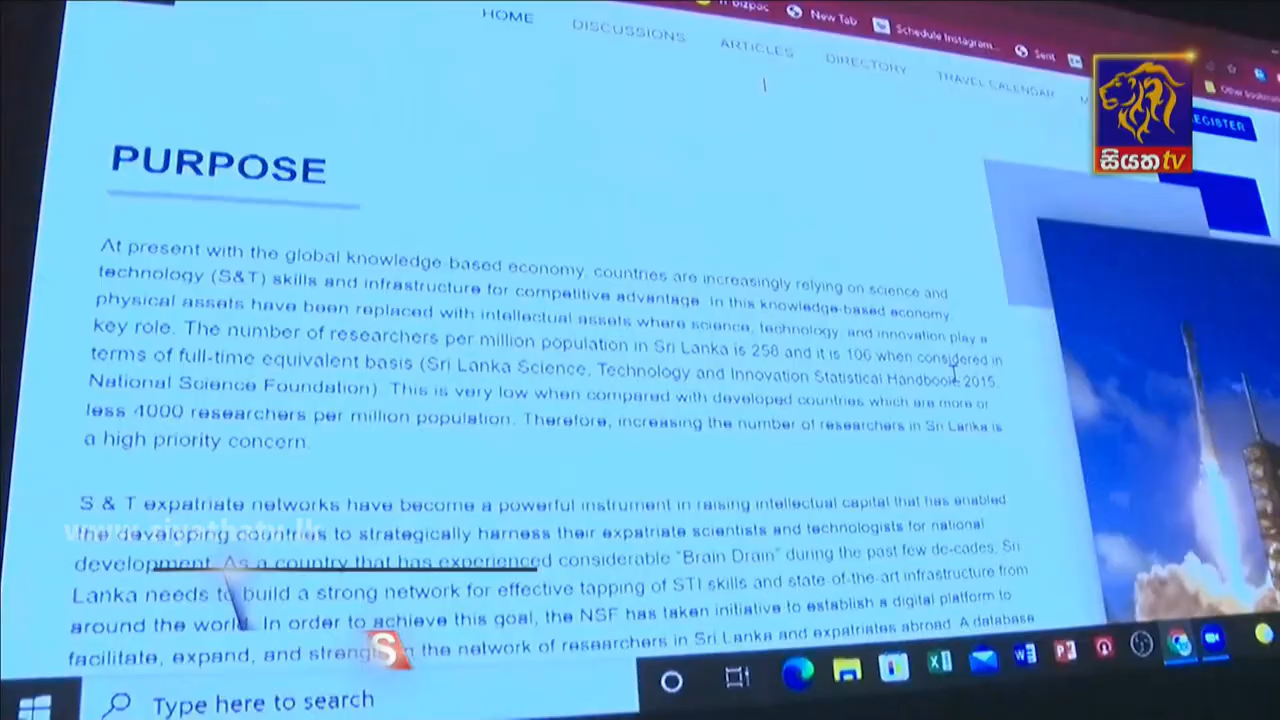 bizpac New Tab Schedule Instagram... Sent
HOME DISCUSSIONS ARTICLES DIRECTORY TRAVEL CALENDAR
Other bookmar
REGISTER
සියත tv
PURPOSE
At present with the global knowledge-based economy, countries are increasingly relying on science and
technology (S&T) skills and infrastructure for competitive advantage. In this knowledge-based economy,
physical assets have been replaced with intellectual assets where science, technology, and innovation play a
key role. The number of researchers per million population in Sri Lanka is 258 and it is 106 when considered in
terms of full-time equivalent basis (Sri Lanka Science, Technology and Innovation Statistical Handbook 2015,
National Science Foundation). This is very low when compared with developed countries which are more or
less 4000 researchers per million population. Therefore, increasing the number of researchers in Sri Lanka is
a high priority concern.
S & T expatriate networks have become a powerful instrument in raising intellectual capital that has enabled
www.siyathatv.lk
the developing countries to strategically harness their expatriate scientists and technologists for national
development. As a country that has experienced considerable "Brain Drain" during the past few de-cades, Sri
Lanka needs to build a strong network for effective tapping of STI skills and state-of-the-art infrastructure from
around the world. In order to achieve this goal, the NSF has taken initiative to establish a digital platform to
facilitate, expand, and the network of researchers in Sri Lanka and expatriates abroad. A database
S
Type here to search